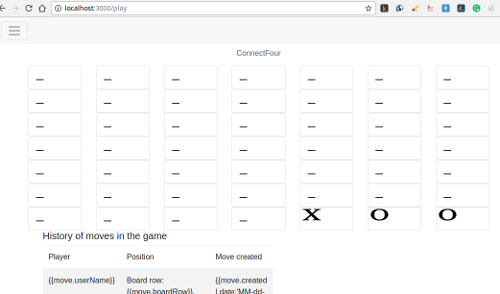 localhost:3000/play
ConnectFour
— — — — — — —
— — — — — — —
— — — — — — —
— — — — — — —
— — — — — — —
— — — — — — —
— — — — X O O
History of moves in the game
Player Position Move created
{{move.userName}} Board row: {{move.created
{{move.boardRow}}, | date:'MM-dd-